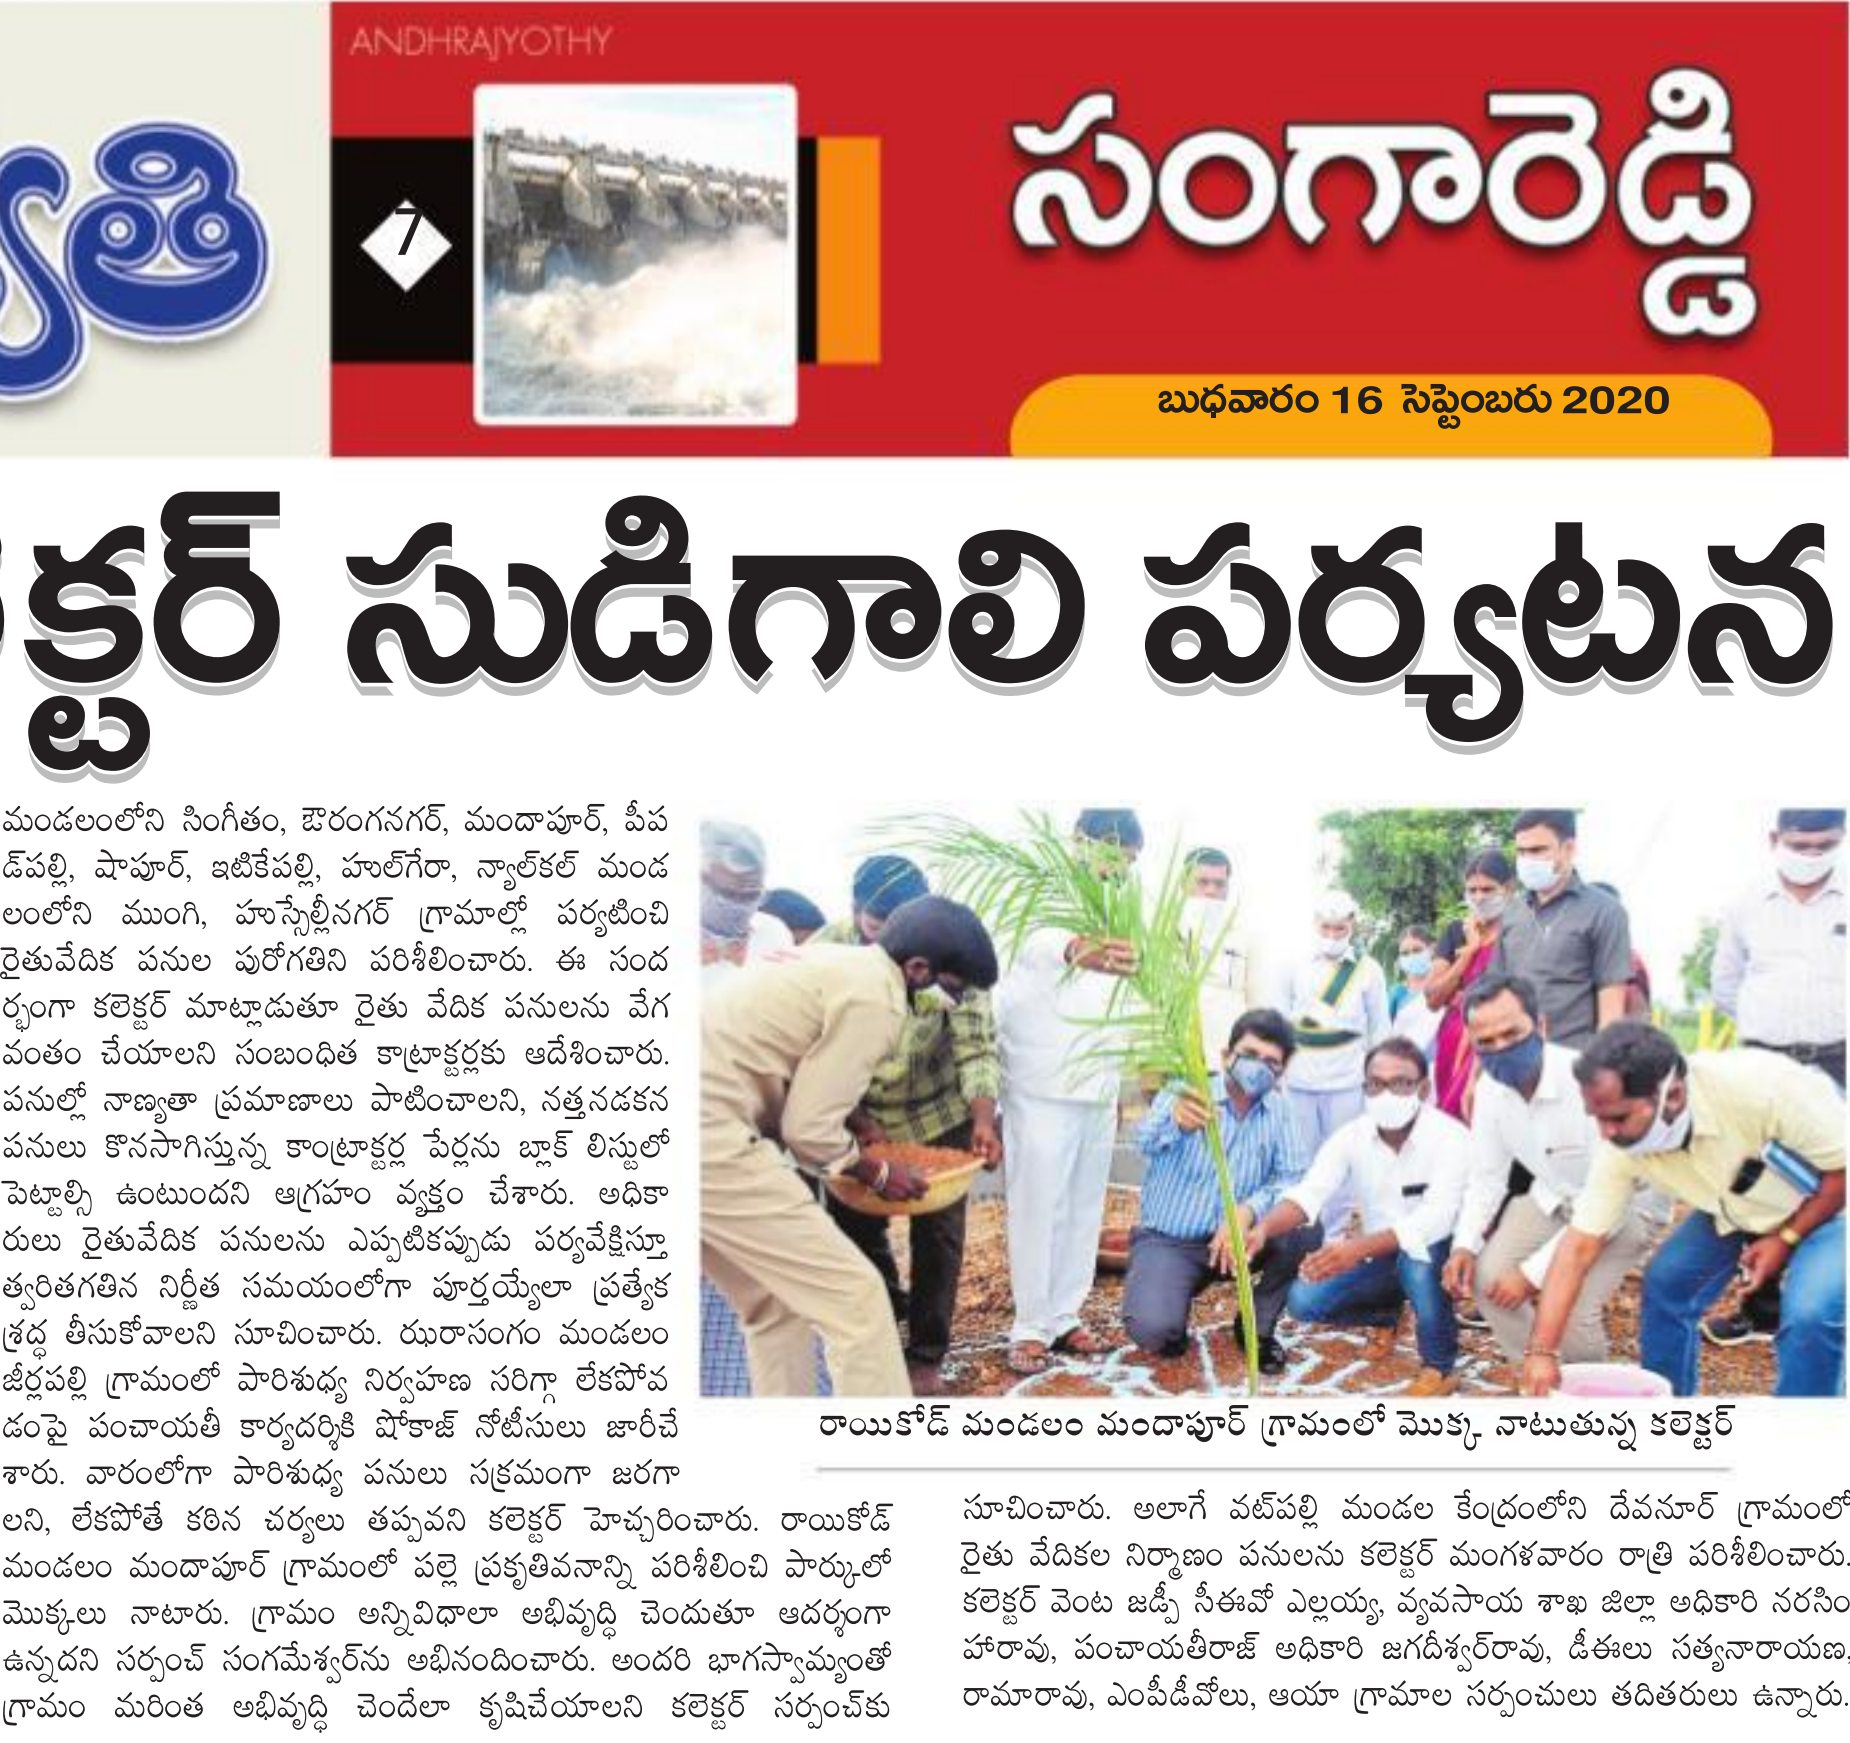 ANDHRAJYOTHY
7
సంగారెడ్డి
బుధవారం 16 సెప్టెంబరు 2020
క్టర్ సుడిగాలి పర్యటన
మండలంలోని సింగీతం, ఔరంగనగర్, మందాపూర్, పీప
డ్‌పల్లి, షాపూర్, ఇటికేపల్లి, హుల్‌గేరా, న్యాల్‌కల్ మండ
లంలోని ముంగి, హుస్సేల్లీనగర్ గ్రామాల్లో పర్యటించి
రైతువేదిక పనుల పురోగతిని పరిశీలించారు. ఈ సంద
ర్భంగా కలెక్టర్ మాట్లాడుతూ రైతు వేదిక పనులను వేగ
వంతం చేయాలని సంబంధిత కాట్రాక్టర్లకు ఆదేశించారు.
పనుల్లో నాణ్యతా ప్రమాణాలు పాటించాలని, నత్తనడకన
పనులు కొనసాగిస్తున్న కాంట్రాక్టర్ల పేర్లను బ్లాక్ లిస్టులో
పెట్టాల్సి ఉంటుందని ఆగ్రహం వ్యక్తం చేశారు. అధికా
రులు రైతువేదిక పనులను ఎప్పటికప్పుడు పర్యవేక్షిస్తూ
త్వరితగతిన నిర్ణీత సమయంలోగా పూర్తయ్యేలా ప్రత్యేక
శ్రద్ధ తీసుకోవాలని సూచించారు. ఝరాసంగం మండలం
జీర్లపల్లి గ్రామంలో పారిశుధ్య నిర్వహణ సరిగ్గా లేకపోవ
డంపై పంచాయతీ కార్యదర్శికి షోకాజ్ నోటీసులు జారీచే
శారు. వారంలోగా పారిశుధ్య పనులు సక్రమంగా జరగా
లని, లేకపోతే కఠిన చర్యలు తప్పవని కలెక్టర్ హెచ్చరించారు. రాయికోడ్
మండలం మందాపూర్ గ్రామంలో పల్లె ప్రకృతివనాన్ని పరిశీలించి పార్కులో
మొక్కలు నాటారు. గ్రామం అన్నివిధాలా అభివృద్ధి చెందుతూ ఆదర్శంగా
ఉన్నదని సర్పంచ్ సంగమేశ్వర్‌ను అభినందించారు. అందరి భాగస్వామ్యంతో
గ్రామం మరింత అభివృద్ధి చెందేలా కృషిచేయాలని కలెక్టర్ సర్పంచ్‌కు
రాయికోడ్ మండలం మందాపూర్ గ్రామంలో మొక్క నాటుతున్న కలెక్టర్
సూచించారు. అలాగే వట్‌పల్లి మండల కేంద్రంలోని దేవనూర్ గ్రామంలో
రైతు వేదికల నిర్మాణం పనులను కలెక్టర్ మంగళవారం రాత్రి పరిశీలించారు.
కలెక్టర్ వెంట జడ్పీ సీఈవో ఎల్లయ్య, వ్యవసాయ శాఖ జిల్లా అధికారి నరసిం
హారావు, పంచాయతీరాజ్ అధికారి జగదీశ్వర్‌రావు, డీఈలు సత్యనారాయణ,
రామారావు, ఎంపీడీవోలు, ఆయా గ్రామాల సర్పంచులు తదితరులు ఉన్నారు.